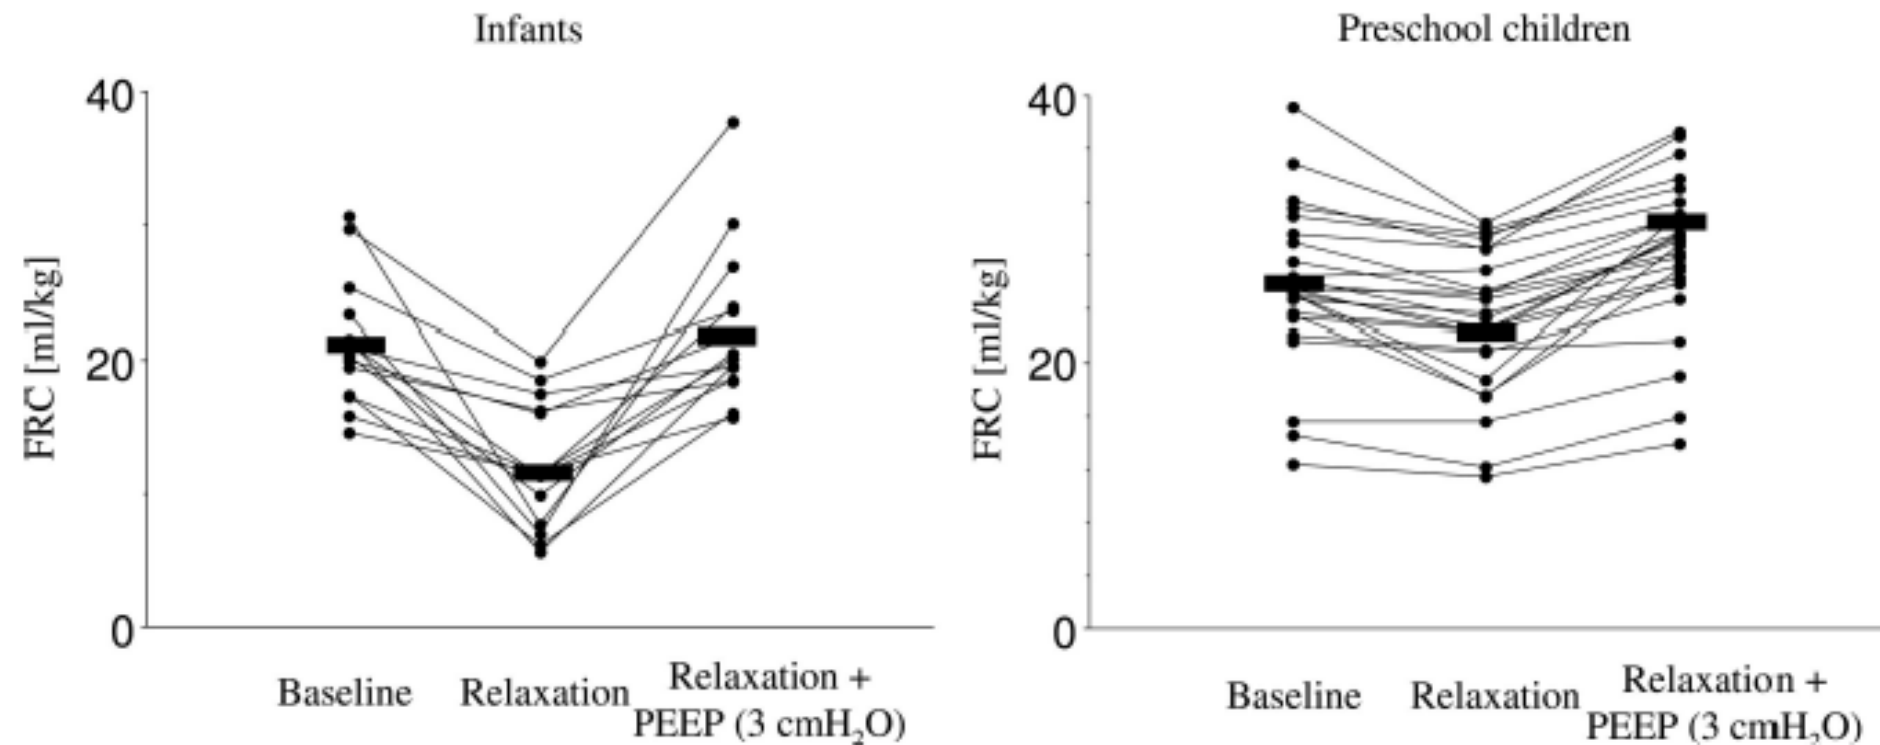 Infants
Preschool children
40
20
0
FRC [ml/kg]
Baseline
Relaxation
Relaxation +
PEEP (3 cmH₂O)
40
20
0
FRC [ml/kg]
Baseline
Relaxation
Relaxation +
PEEP (3 cmH₂O)